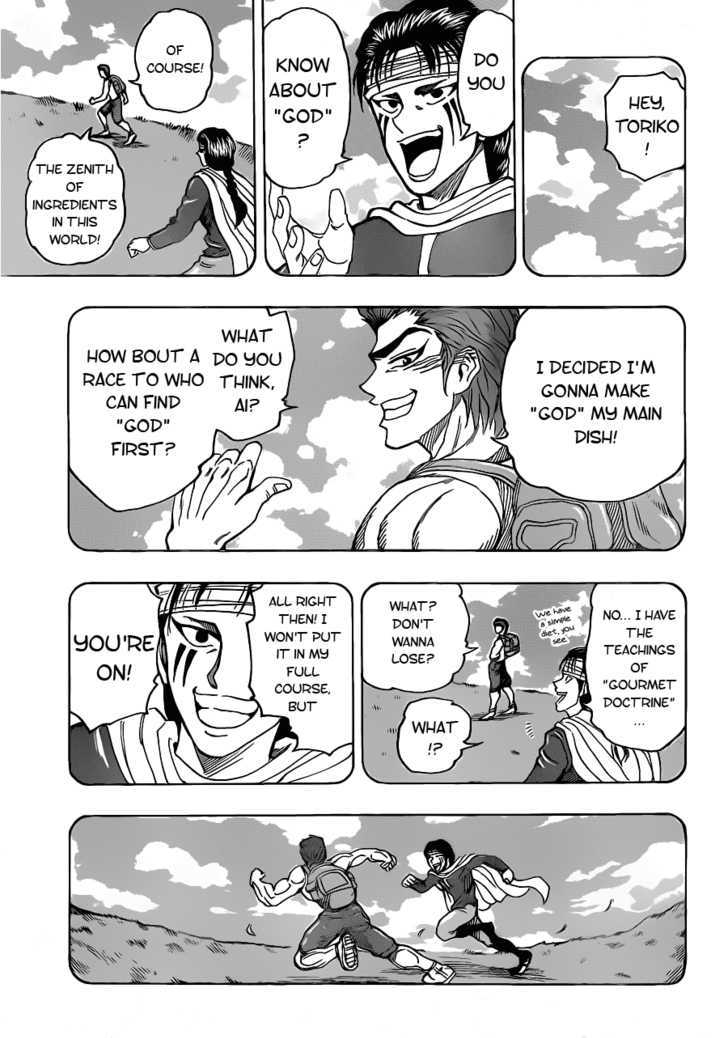 HEY,
TORIKO
!
DO
YOU
KNOW
ABOUT
"GOD"
?
OF
COURSE!
THE ZENITH
OF
INGREDIENTS
IN THIS
WORLD!
I DECIDED I'M
GONNA MAKE
"GOD" MY MAIN
DISH!
WHAT
DO YOU
THINK,
AI?
HOW BOUT A
RACE TO WHO
CAN FIND
"GOD"
FIRST?
NO... I HAVE
THE
TEACHINGS
OF
"GOURMET
DOCTRINE"
...
We have
a simple
diet, you
see
WHAT?
DON'T
WANNA
LOSE?
WHAT
!?
ALL RIGHT
THEN! I
WON'T PUT
IT IN MY
FULL
COURSE,
BUT
YOU'RE
ON!